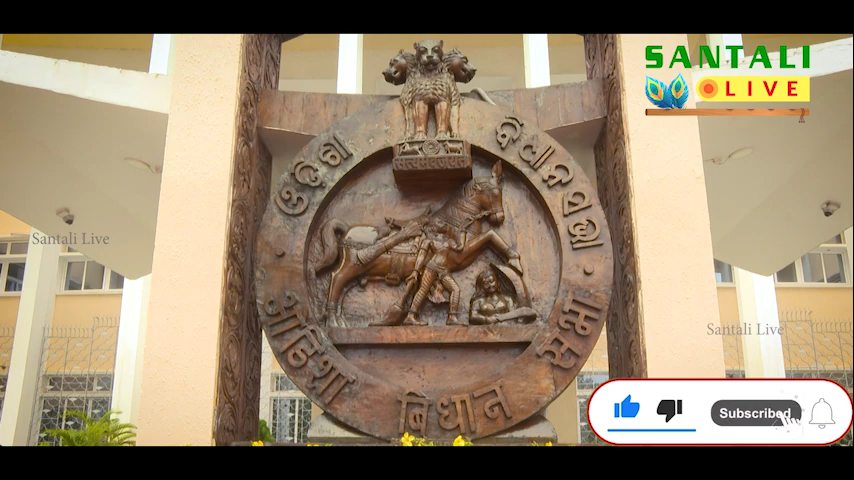 SANTALI
LIVE
ଓଡ଼ିଶା ବିଧାନସଭା
ओडिशा विधान सभा
Santali Live
Santali Live
Subscribed